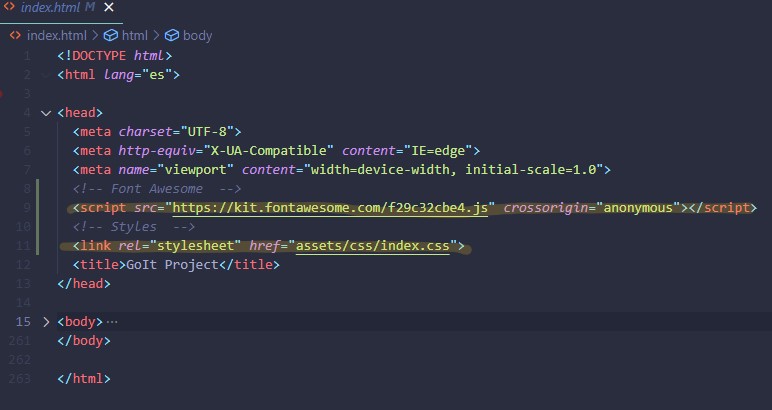 index.html M
index.html > html > body
1 <!DOCTYPE html>
2 <html lang="es">
3
4 <head>
5 <meta charset="UTF-8">
6 <meta http-equiv="X-UA-Compatible" content="IE=edge">
7 <meta name="viewport" content="width=device-width, initial-scale=1.0">
8 <!-- Font Awesome -->
9 <script src="https://kit.fontawesome.com/f29c32cbe4.js" crossorigin="anonymous"></script>
10 <!-- Styles -->
11 <link rel="stylesheet" href="assets/css/index.css">
12 <title>GoIt Project</title>
13 </head>
14
15 <body> ...
261 </body>
262
263 </html>